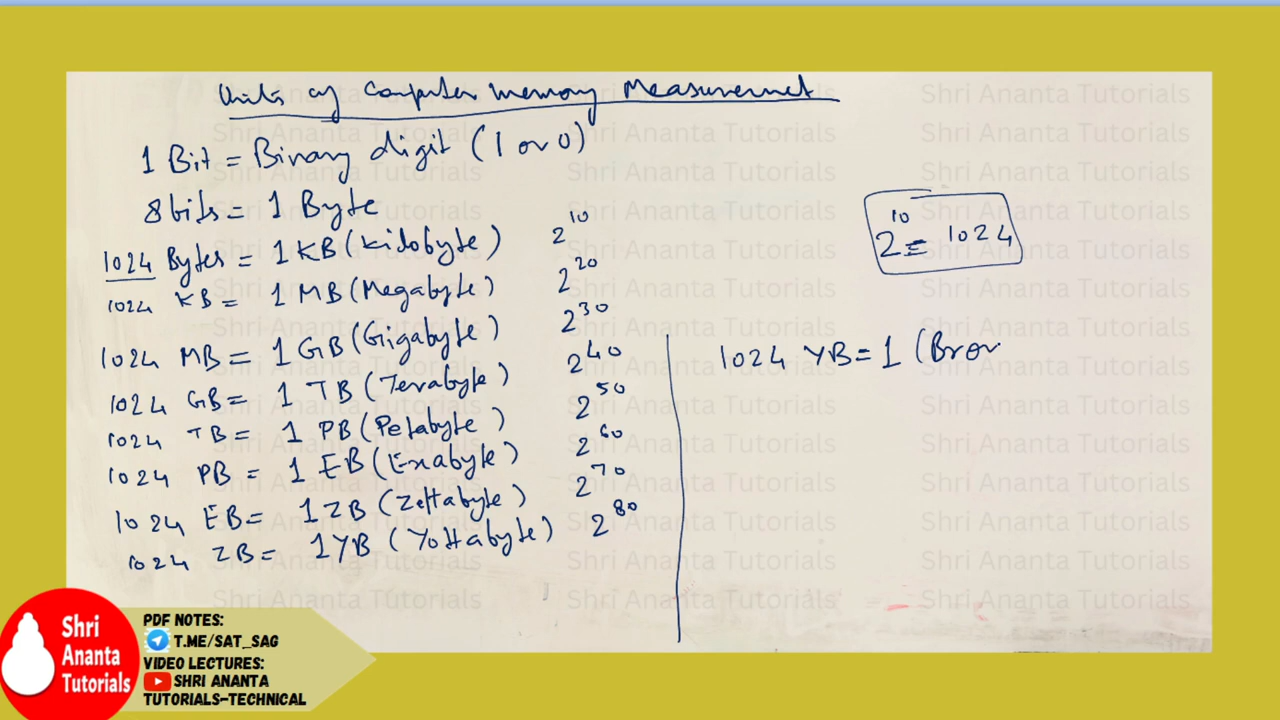 Units of Computer memory Measuremet
1 Bit = Binary digit (1 or 0)
8 bits = 1 Byte
1024 Bytes = 1 KB (kilobyte) 2^10
1024 KB = 1 MB (Megabyte) 2^20
1024 MB = 1 GB (Gigabyte) 2^30
1024 GB = 1 TB (Terabyte) 2^40
1024 TB = 1 PB (Petabyte) 2^50
1024 PB = 1 EB (Exabyte) 2^60
1024 EB = 1 ZB (Zettabyte) 2^70
1024 ZB = 1 YB (Yottabyte) 2^80
2^10 = 1024
1024 YB = 1 (Bron
Shri Ananta Tutorials
Shri
Ananta
Tutorials
PDF NOTES:
T.ME/SAT_SAG
VIDEO LECTURES:
SHRI ANANTA
TUTORIALS-TECHNICAL